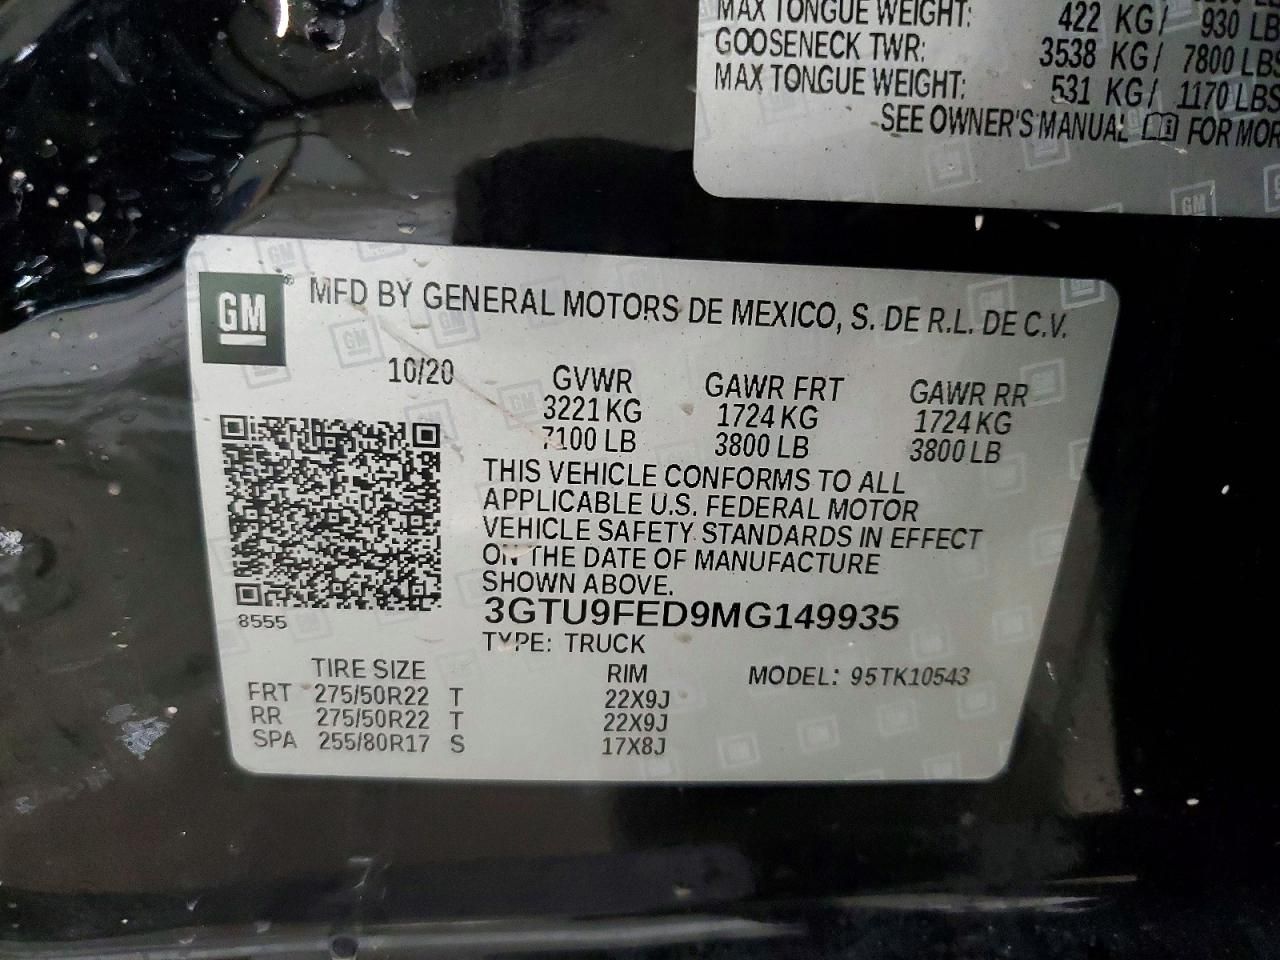 MAX TONGUE WEIGHT: 422 KG/ 930 LB
GOOSENECK TWR: 3538 KG/ 7800 LBS
MAX TONGUE WEIGHT: 531 KG/ 1170 LBS
SEE OWNER'S MANUAL FOR MOR
GM
MFD BY GENERAL MOTORS DE MEXICO, S. DE R.L. DE C.V.
10/20 GVWR GAWR FRT GAWR RR
3221 KG 1724 KG 1724 KG
7100 LB 3800 LB 3800 LB
THIS VEHICLE CONFORMS TO ALL
APPLICABLE U.S. FEDERAL MOTOR
VEHICLE SAFETY STANDARDS IN EFFECT
ON THE DATE OF MANUFACTURE
SHOWN ABOVE.
8555
3GTU9FED9MG149935
TYPE: TRUCK
TIRE SIZE RIM MODEL: 95TK10543
FRT 275/50R22 T 22X9J
RR 275/50R22 T 22X9J
SPA 255/80R17 S 17X8J